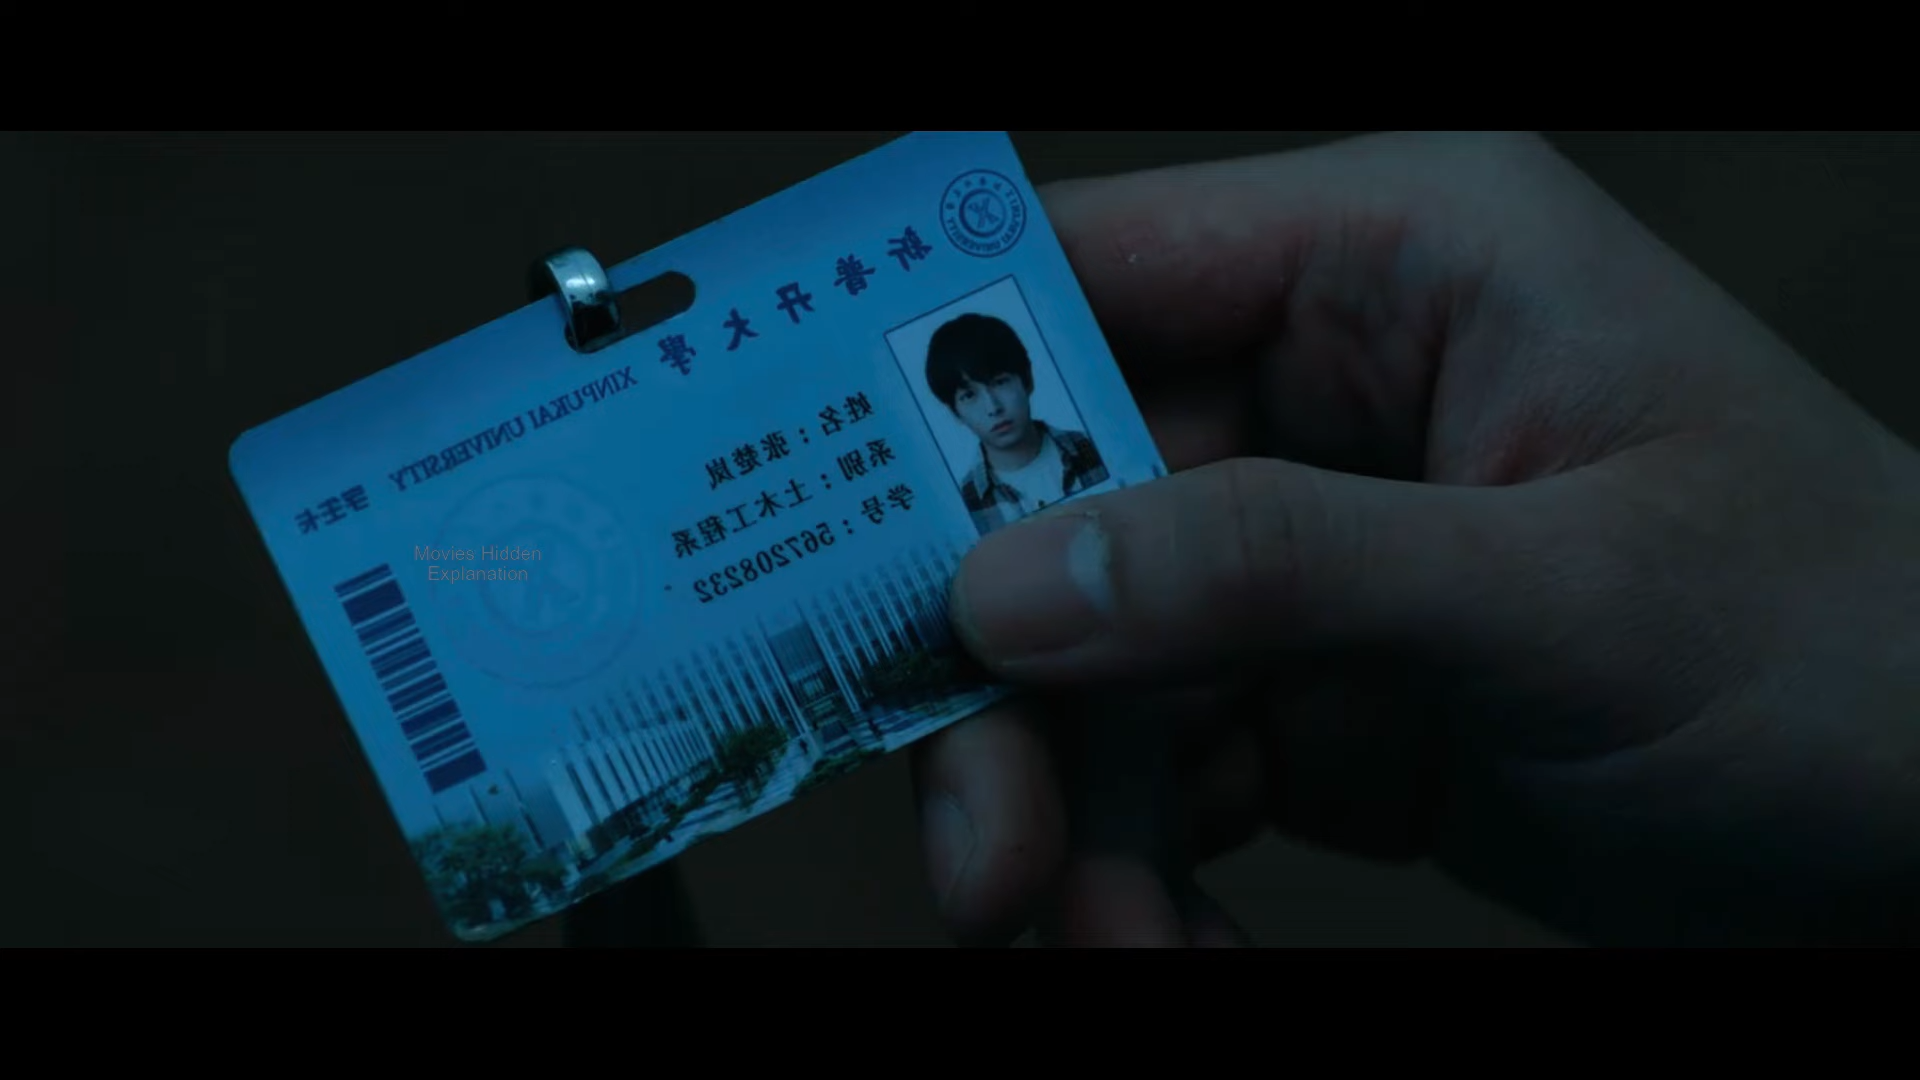 新普开大學
XINPUKAI UNIVERSITY
学生卡
姓名：张楚岚
系别：土木工程系
学号：567208232
Movies Hidden
Explanation